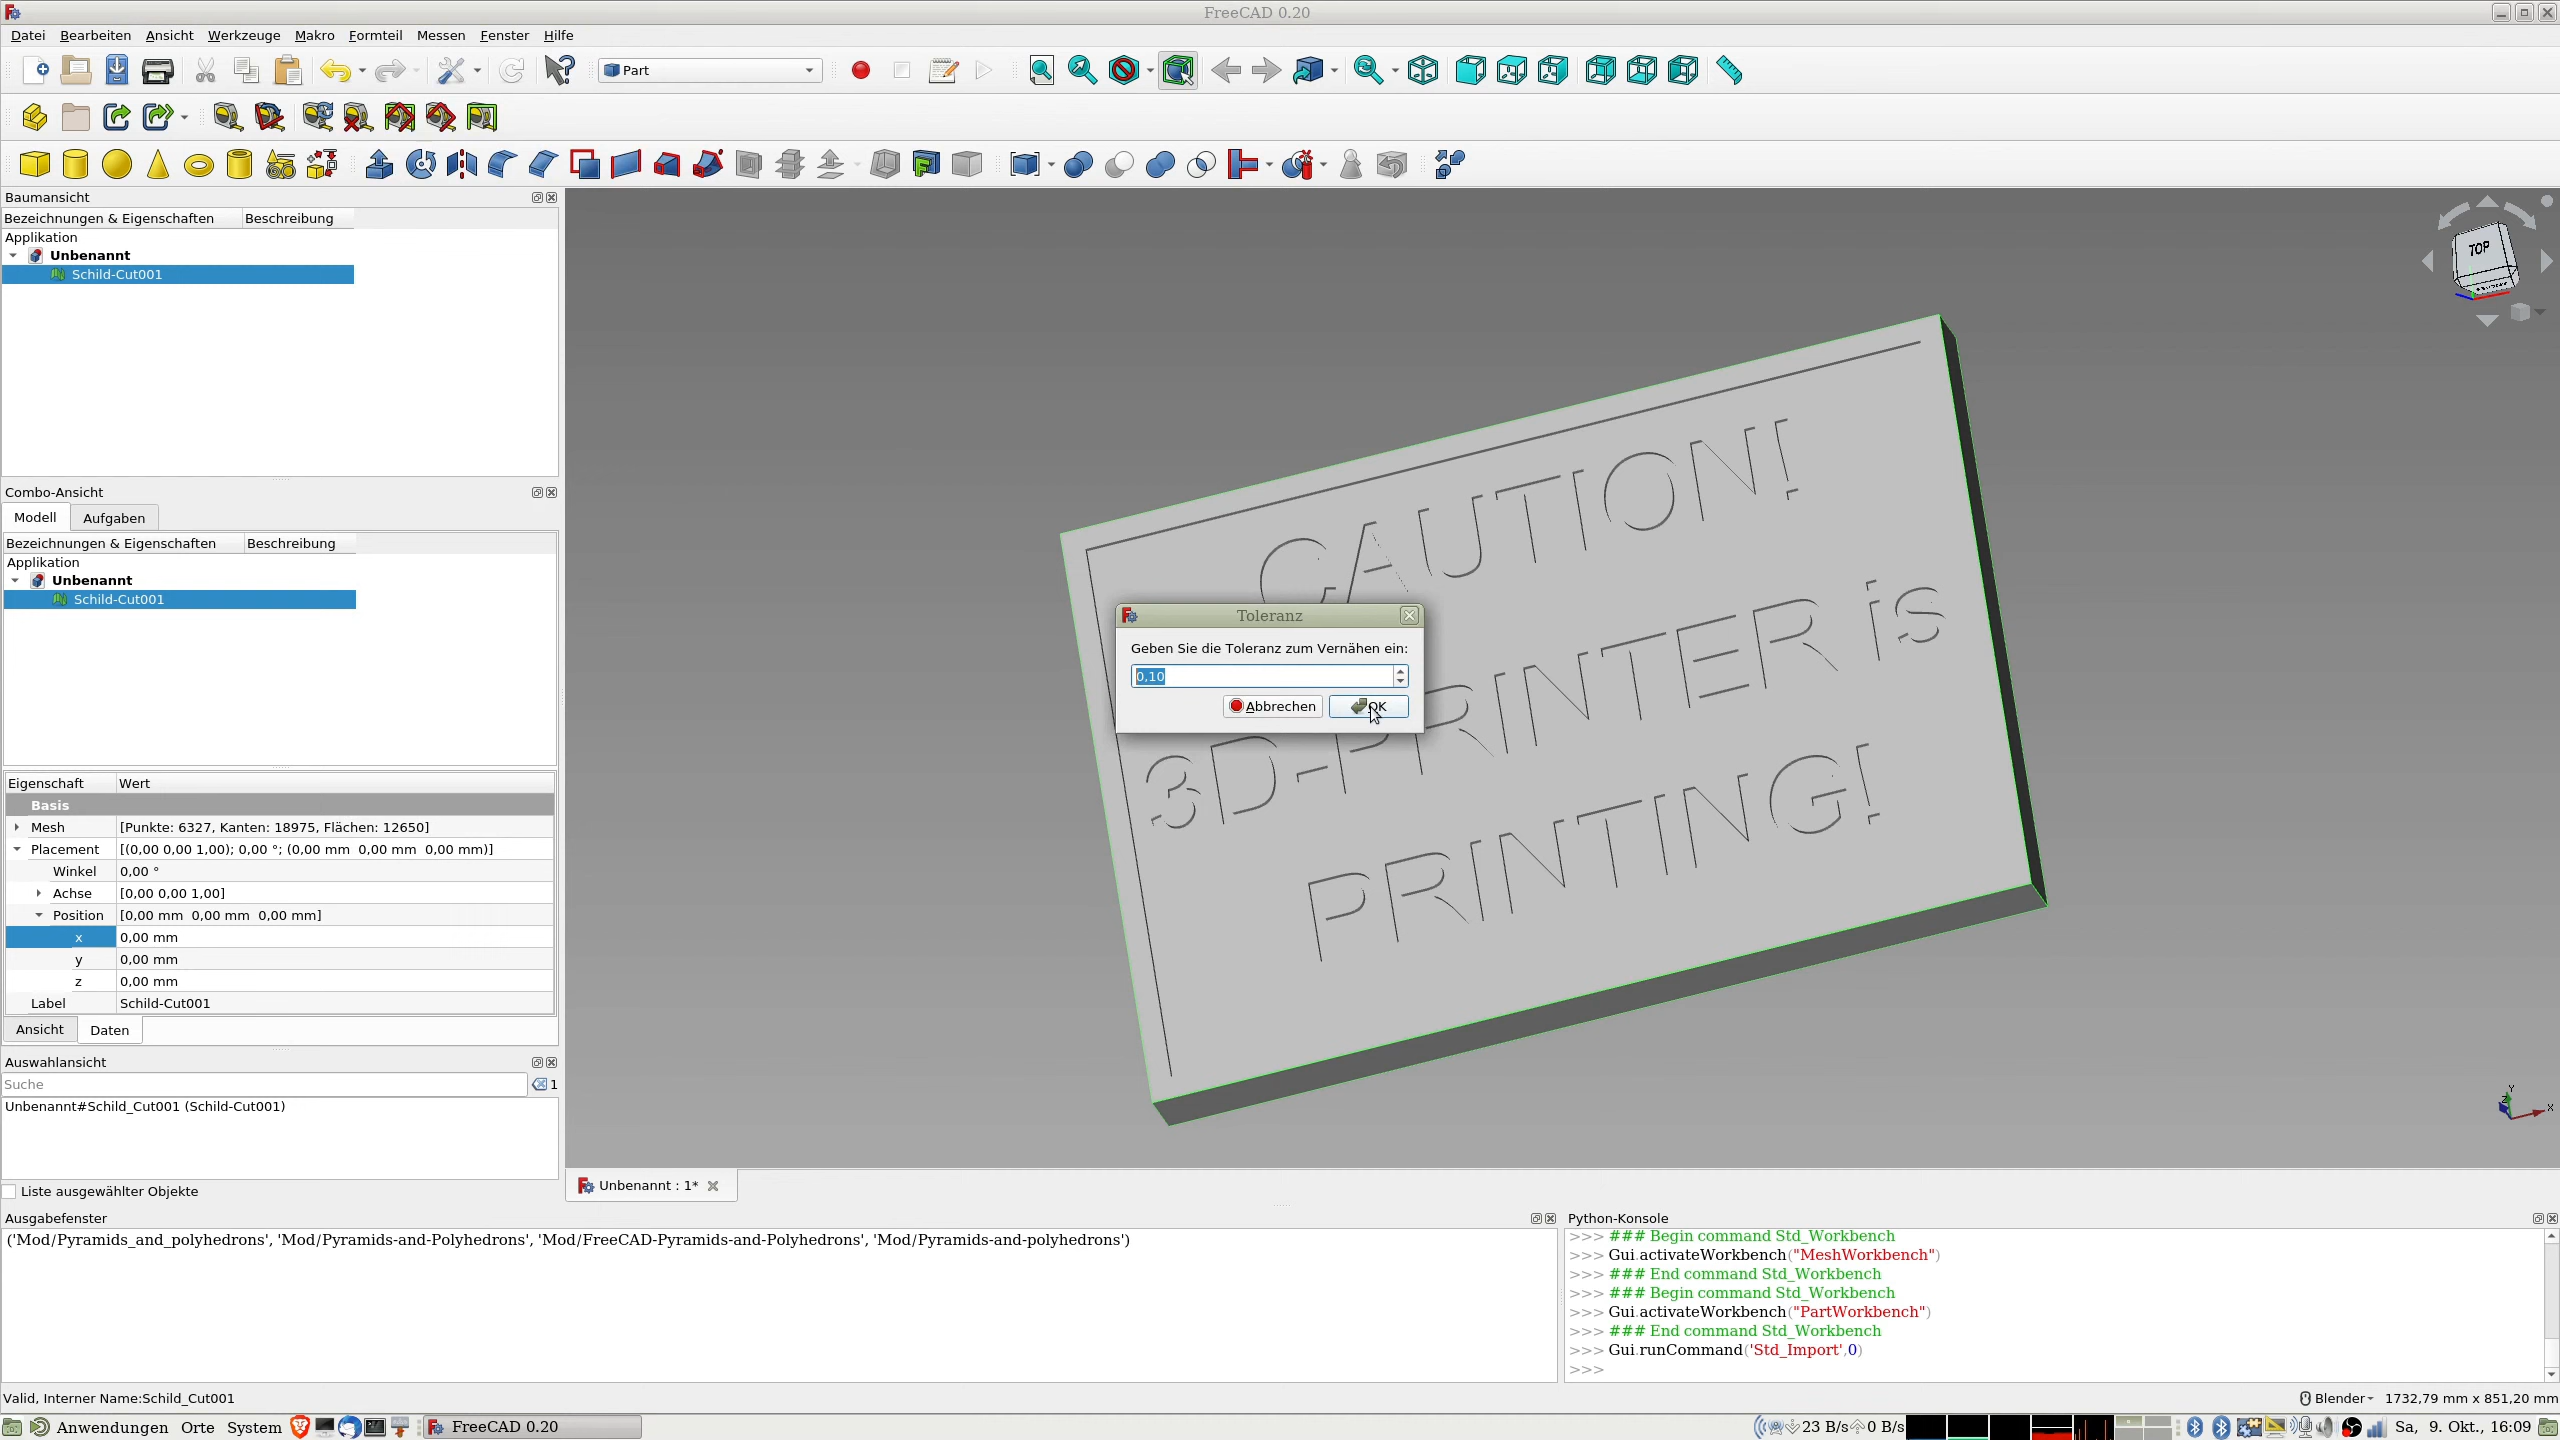 FreeCAD 0.20
Datei Bearbeiten Ansicht Werkzeuge Makro Formteil Messen Fenster Hilfe
Part
Baumansicht
Bezeichnungen & Eigenschaften Beschreibung
Applikation
Unbenannt
Schild-Cut001
Combo-Ansicht
Modell Aufgaben
Bezeichnungen & Eigenschaften Beschreibung
Applikation
Unbenannt
Schild-Cut001
Eigenschaft Wert
Basis
Mesh [Punkte: 6327, Kanten: 18975, Flächen: 12650]
Placement [(0,00 0,00 1,00); 0,00 °; (0,00 mm 0,00 mm 0,00 mm)]
Winkel 0,00 °
Achse [0,00 0,00 1,00]
Position [0,00 mm 0,00 mm 0,00 mm]
x 0,00 mm
y 0,00 mm
z 0,00 mm
Label Schild-Cut001
Ansicht Daten
Auswahlansicht
Suche 1
Unbenannt#Schild_Cut001 (Schild-Cut001)
Liste ausgewählter Objekte
TOP
CAUTION!
3D-PRINTER is
PRINTING!
Toleranz
Geben Sie die Toleranz zum Vernähen ein:
0,10
Abbrechen OK
Y
Z
X
Unbenannt : 1*
Ausgabefenster
('Mod/Pyramids_and_polyhedrons', 'Mod/Pyramids-and-Polyhedrons', 'Mod/FreeCAD-Pyramids-and-Polyhedrons', 'Mod/Pyramids-and-polyhedrons')
Python-Konsole
>>> ### Begin command Std_Workbench
>>> Gui.activateWorkbench("MeshWorkbench")
>>> ### End command Std_Workbench
>>> ### Begin command Std_Workbench
>>> Gui.activateWorkbench("PartWorkbench")
>>> ### End command Std_Workbench
>>> Gui.runCommand('Std_Import',0)
>>>
Valid, Interner Name:Schild_Cut001
Blender 1732,79 mm x 851,20 mm
Anwendungen Orte System FreeCAD 0.20 23 B/s 0 B/s Sa, 9. Okt., 16:09